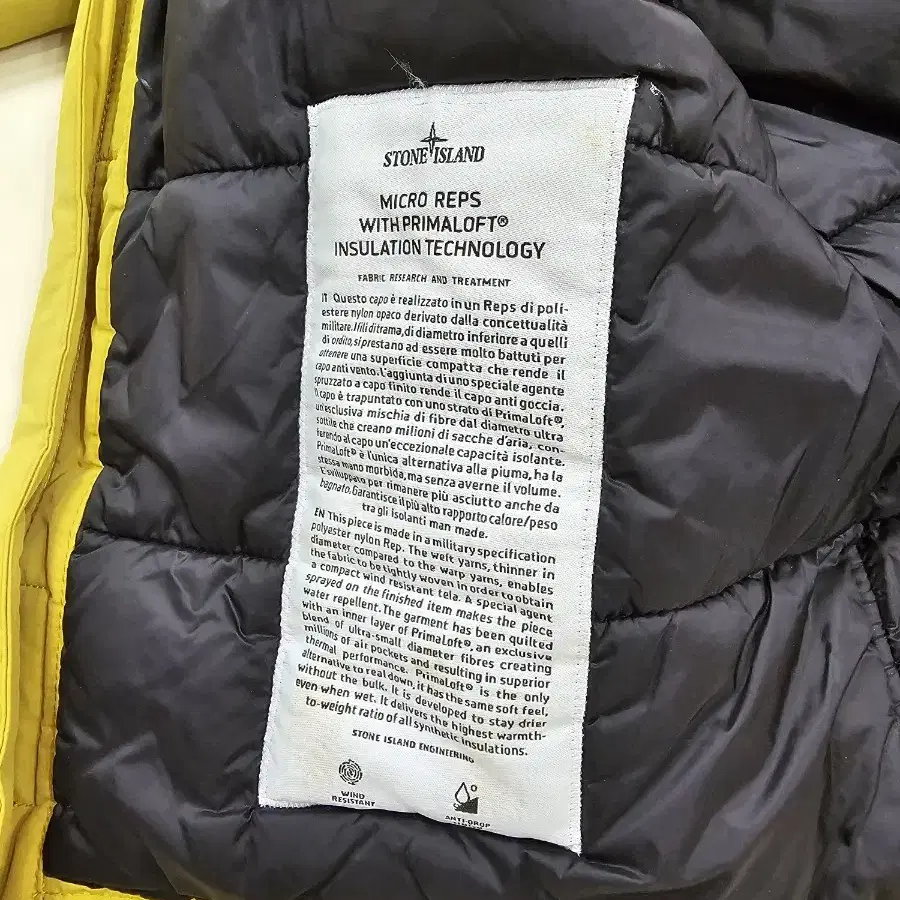 STONE ISLAND
MICRO REPS
WITH PRIMALOFT®
INSULATION TECHNOLOGY
FABRIC RESEARCH AND TREATMENT
IT Questo capo è realizzato in un Reps di poli-
estere nylon opaco derivato dalla concettualità
militare. I fili di trama, di diametro inferiore a quelli
di ordito, si prestano ad essere molto battuti per
ottenere una superficie compatta che rende il
capo anti vento. L'aggiunta di uno speciale agente
spruzzato a capo finito rende il capo anti goccia.
Il capo è trapuntato con uno strato di PrimaLoft®,
un'esclusiva mischia di fibre dal diametro ultra
sottile che creano milioni di sacche d'aria, con-
ferendo al capo un'eccezionale capacità isolante.
PrimaLoft® è l'unica alternativa alla piuma, ha la
stessa mano morbida, ma senza averne il volume.
E' sviluppato per rimanere più asciutto anche da
bagnato. Garantisce il più alto rapporto calore/peso
tra gli isolanti man made.
EN This piece is made in a military specification
polyester nylon Rep. The weft yarns, thinner in
diameter compared to the warp yarns, enables
the fabric to be tightly woven in order to obtain
a compact wind resistant tela. A special agent
sprayed on the finished item makes the piece
water repellent. The garment has been quilted
with an inner layer of PrimaLoft®, an exclusive
blend of ultra-small diameter fibres creating
millions of air pockets and resulting in superior
thermal performance. PrimaLoft® is the only
alternative to real down, it has the same soft feel,
without the bulk. It is developed to stay drier
even when wet. It delivers the highest warmth-
to-weight ratio of all synthetic insulations.
STONE ISLAND ENGINEERING
WIND
RESISTANT
ANTI-DROP